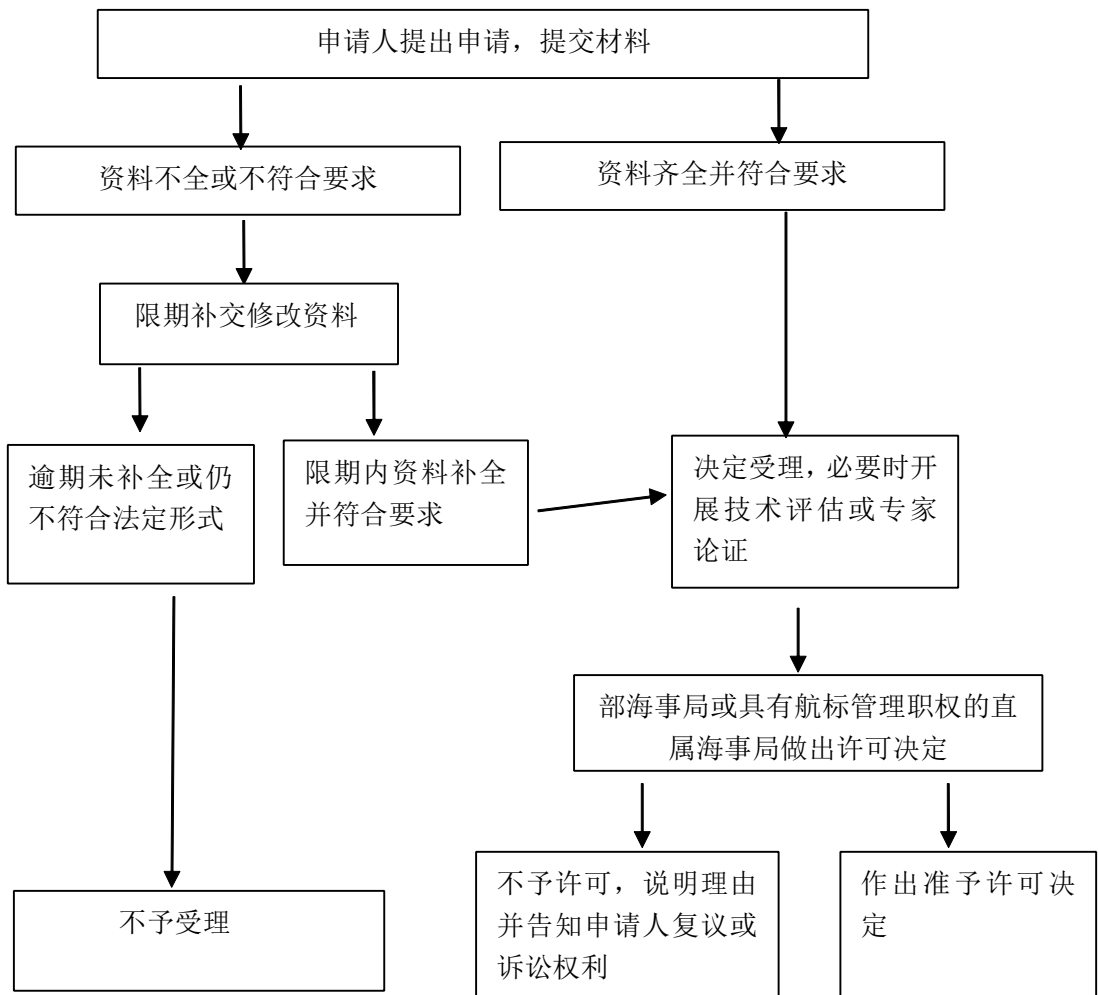 申请人提出申请，提交材料
资料不全或不符合要求
资料齐全并符合要求
限期补交修改资料
逾期未补全或仍
不符合法定形式
限期内资料补全
并符合要求
决定受理，必要时开
展技术评估或专家
论证
部海事局或具有航标管理职权的直
属海事局做出许可决定
不予受理
不予许可，说明理由
并告知申请人复议或
诉讼权利
作出准予许可决
定